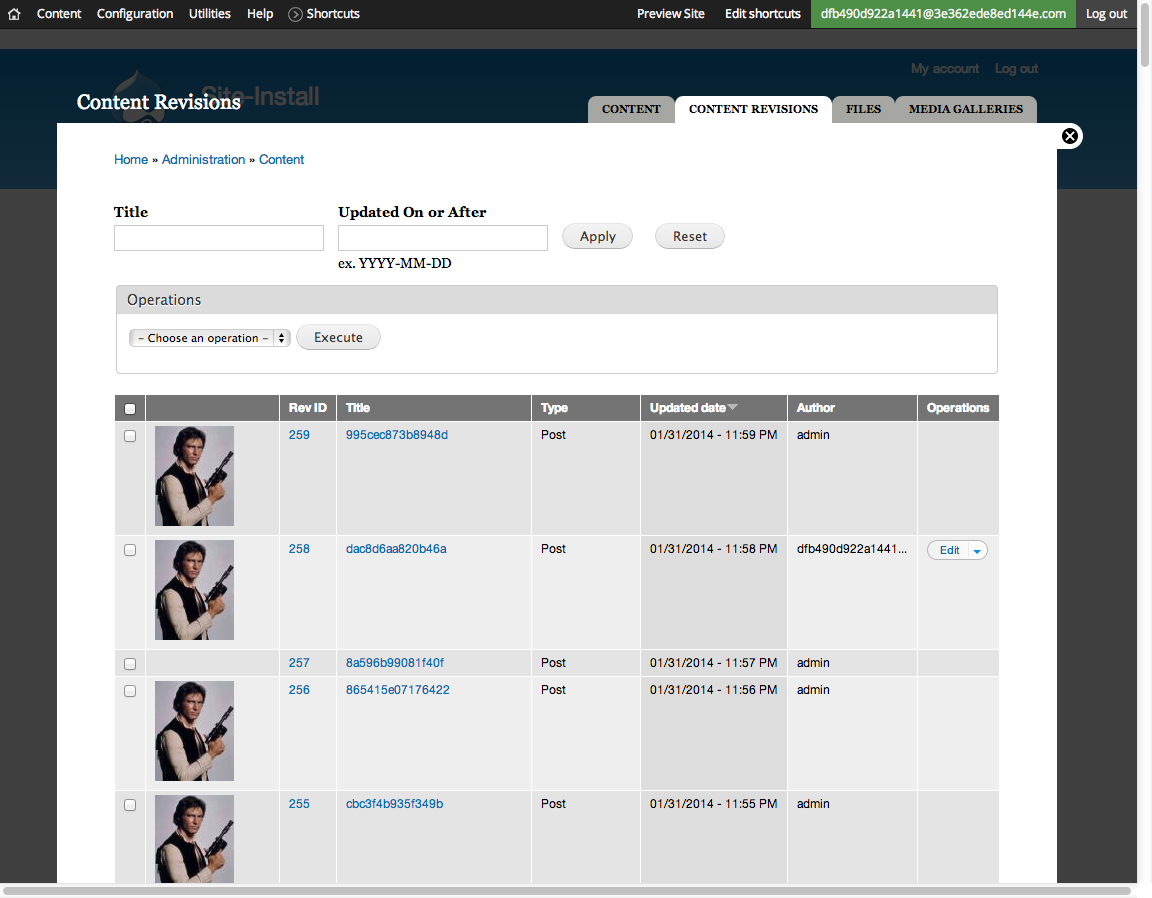 Content Configuration Utilities Help Shortcuts Preview Site Edit shortcuts dfb490d922a1441@3e362ede8ed144e.com Log out
My account Log out
Site-Install
Content Revisions
CONTENT CONTENT REVISIONS FILES MEDIA GALLERIES
Home » Administration » Content
Title Updated On or After
Apply Reset
ex. YYYY-MM-DD
Operations
- Choose an operation - Execute
Rev ID Title Type Updated date Author Operations
259 995cec873b8948d Post 01/31/2014 - 11:59 PM admin
258 dac8d6aa820b46a Post 01/31/2014 - 11:58 PM dfb490d922a1441... Edit
257 8a596b99081f40f Post 01/31/2014 - 11:57 PM admin
256 865415e07176422 Post 01/31/2014 - 11:56 PM admin
255 cbc3f4b935f349b Post 01/31/2014 - 11:55 PM admin